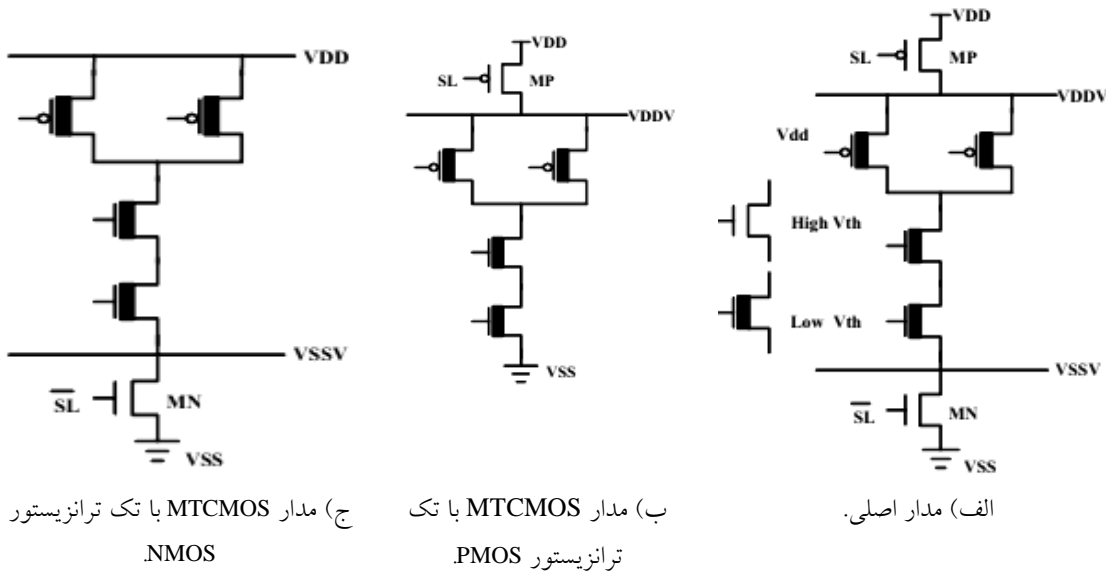 VDD
SL
MP
VDDV
Vdd
High Vth
Low Vth
VSSV
SL
MN
VSS
الف) مدار اصلی.
VDD
SL
MP
VDDV
VSS
ب) مدار MTCMOS با تک
ترانزیستور PMOS.
VDD
VSSV
SL
MN
VSS
ج) مدار MTCMOS با تک ترانزیستور
NMOS.